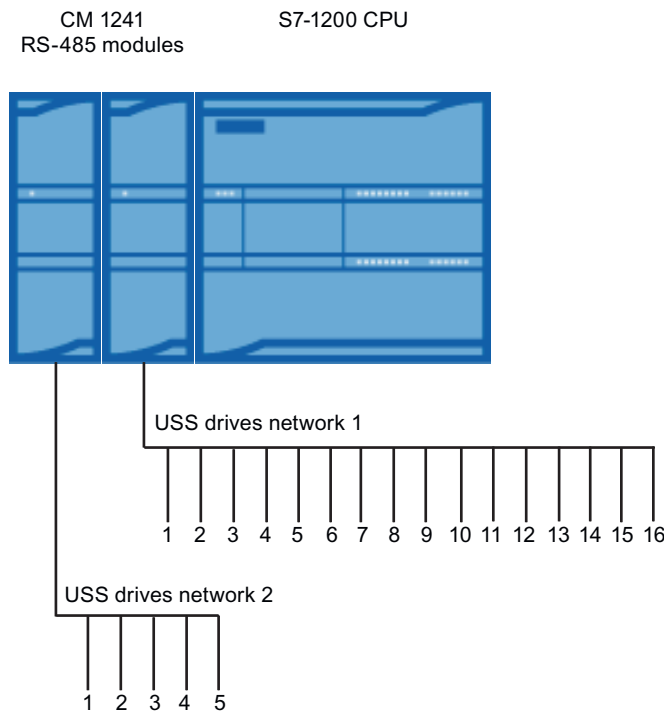 CM 1241
RS-485 modules
S7-1200 CPU
USS drives network 1
1 2 3 4 5 6 7 8 9 10 11 12 13 14 15 16
USS drives network 2
1 2 3 4 5